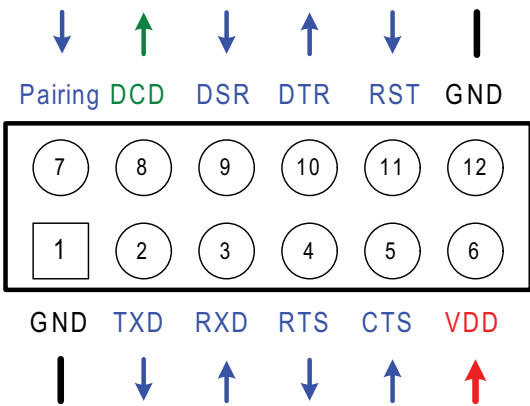 Pairing DCD DSR DTR RST GND
7 8 9 10 11 12
1 2 3 4 5 6
GND TXD RXD RTS CTS VDD